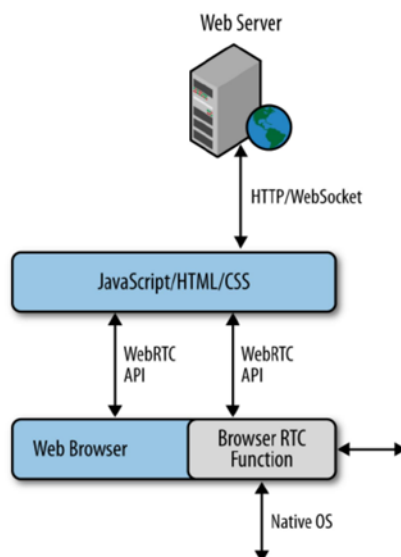 Web Server
HTTP/WebSocket
JavaScript/HTML/CSS
WebRTC
API
WebRTC
API
Web Browser
Browser RTC
Function
Native OS